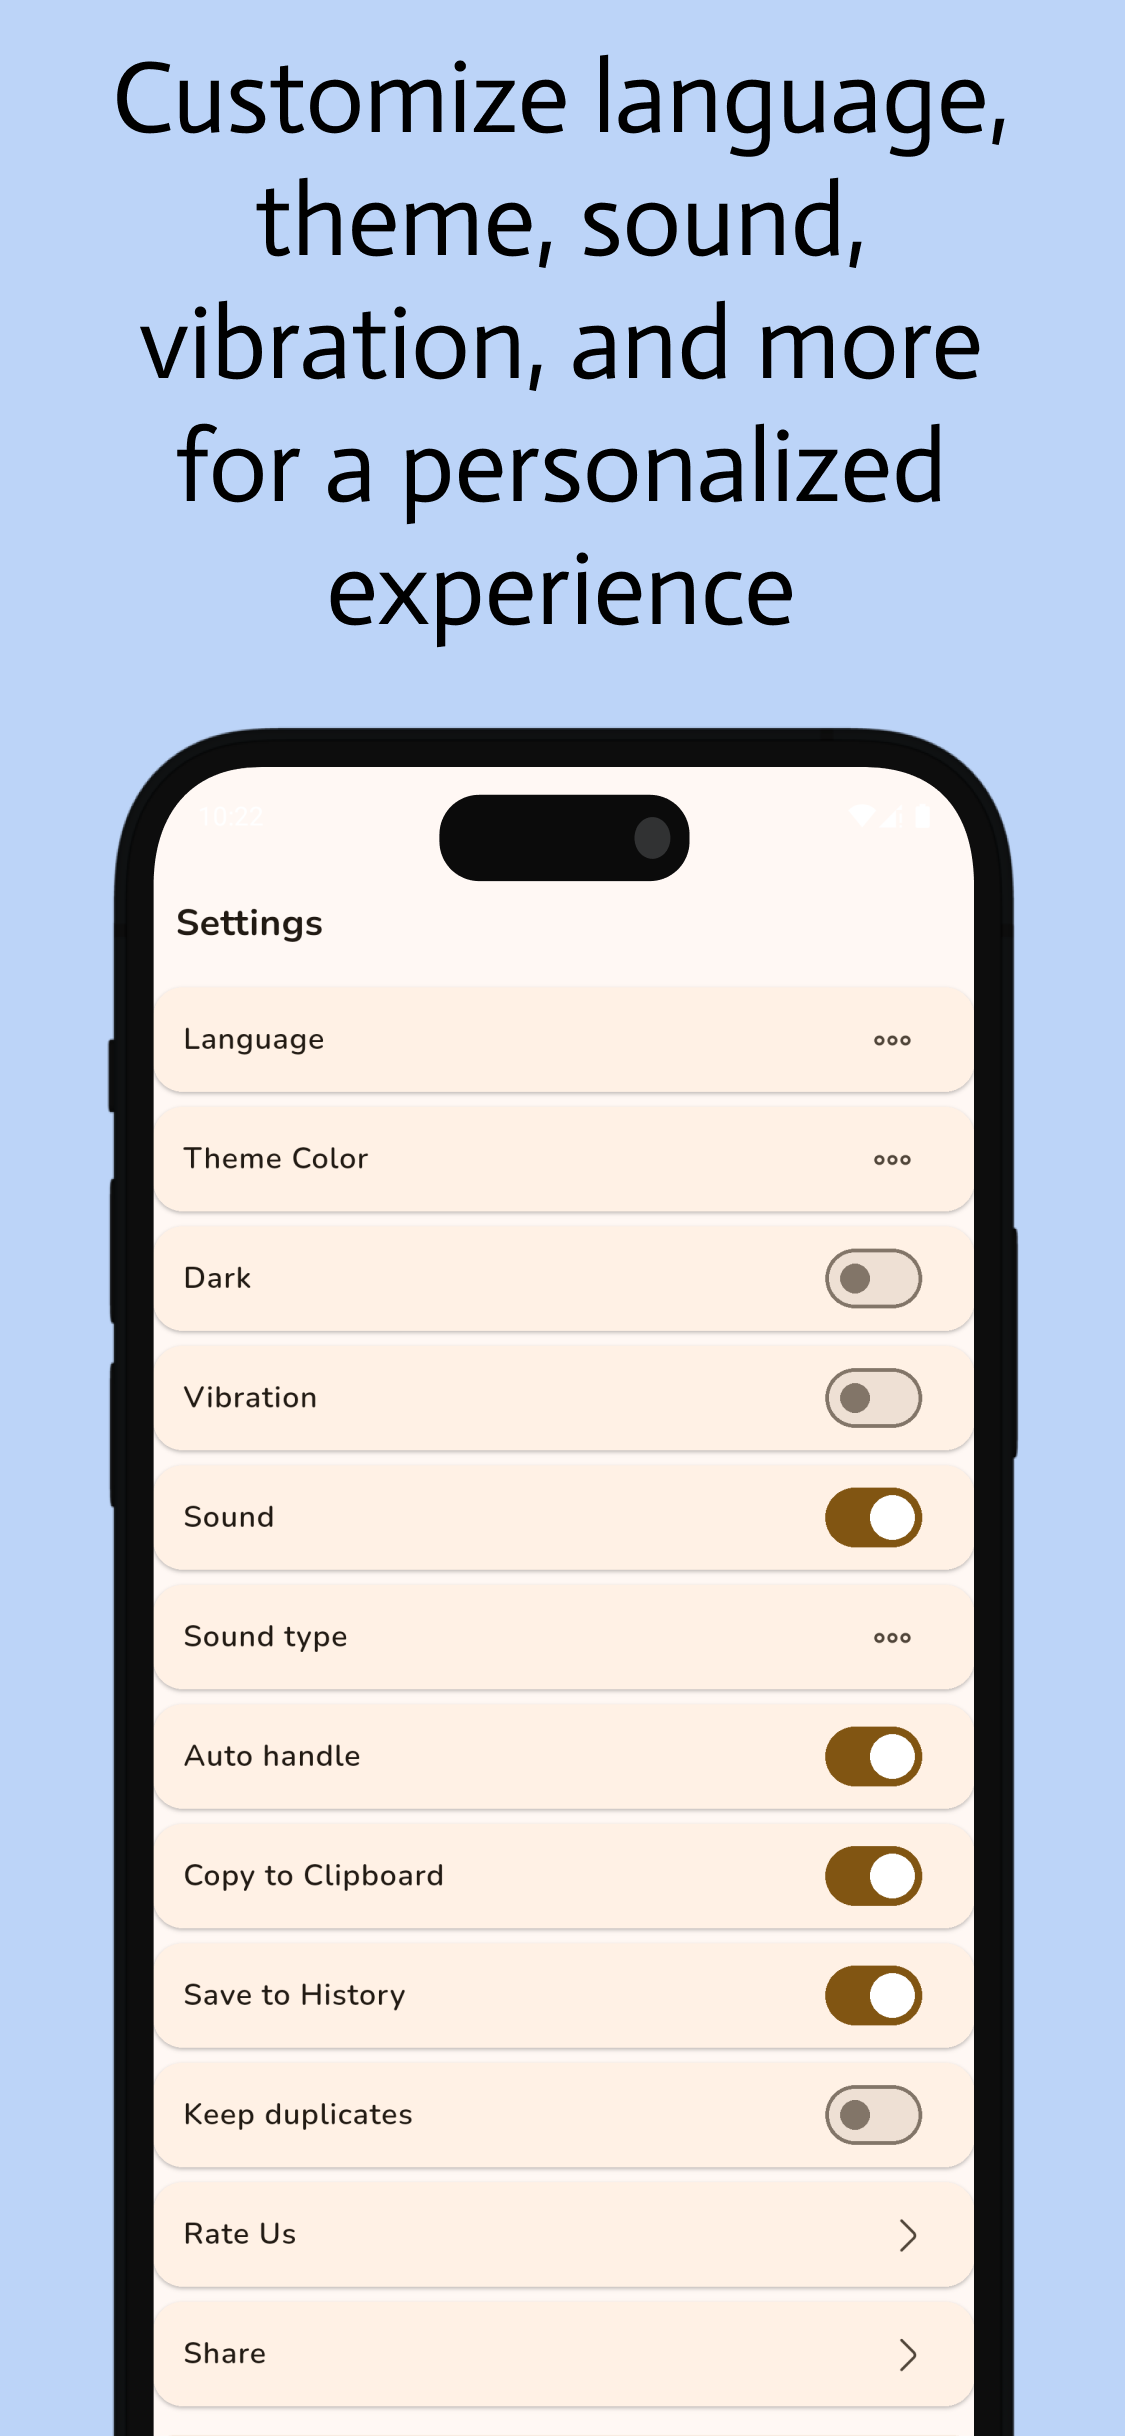 Customize language,
theme, sound,
vibration, and more
for a personalized
experience
10:22
Settings
Language
Theme Color
Dark
Vibration
Sound
Sound type
Auto handle
Copy to Clipboard
Save to History
Keep duplicates
Rate Us
Share